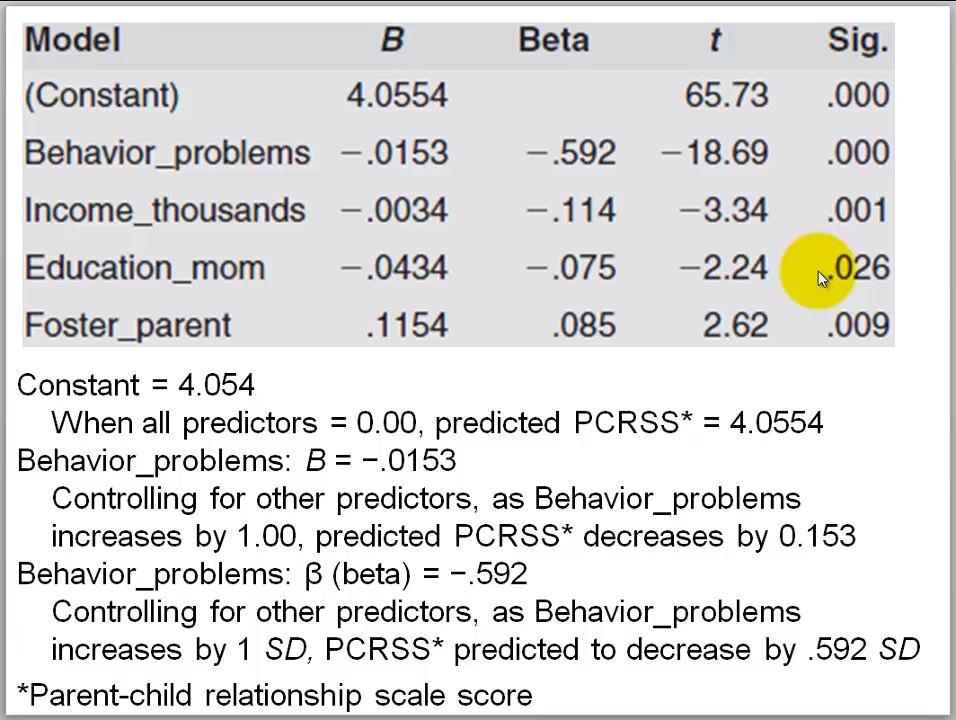 Model B Beta t Sig.
(Constant) 4.0554 65.73 .000
Behavior_problems −.0153 −.592 −18.69 .000
Income_thousands −.0034 −.114 −3.34 .001
Education_mom −.0434 −.075 −2.24 .026
Foster_parent .1154 .085 2.62 .009
Constant = 4.054
When all predictors = 0.00, predicted PCRSS* = 4.0554
Behavior_problems: B = −.0153
Controlling for other predictors, as Behavior_problems
increases by 1.00, predicted PCRSS* decreases by 0.153
Behavior_problems: β (beta) = −.592
Controlling for other predictors, as Behavior_problems
increases by 1 SD, PCRSS* predicted to decrease by .592 SD
*Parent-child relationship scale score